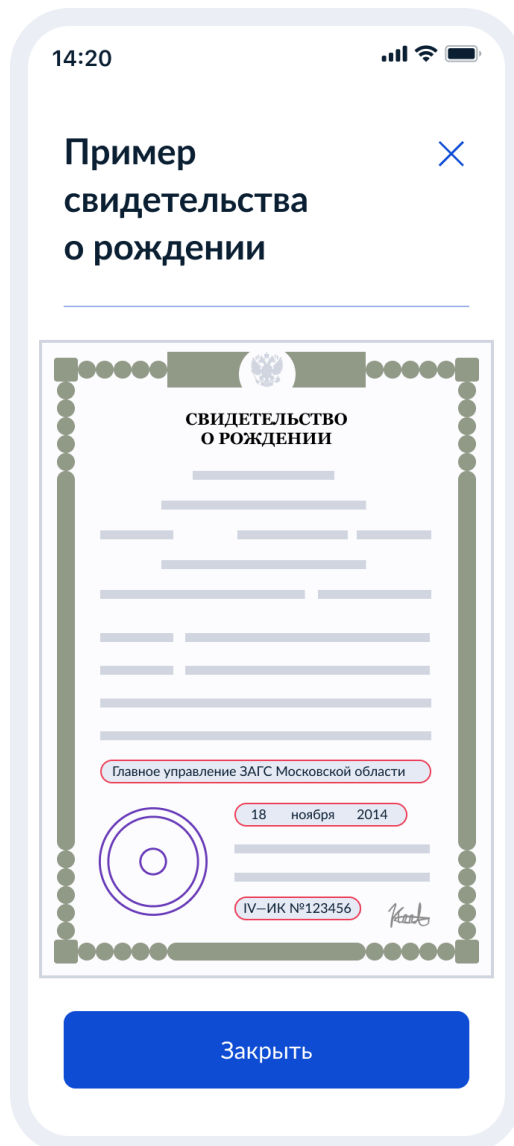 14:20
Пример
свидетельства
о рождении
СВИДЕТЕЛЬСТВО
О РОЖДЕНИИ
Главное управление ЗАГС Московской области
18 ноября 2014
IV—ИК №123456
Закрыть